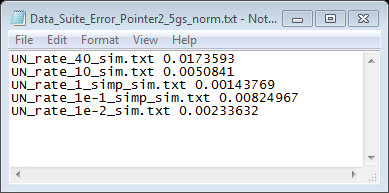 Data_Suite_Error_Pointer2_5gs_norm.txt - Not...
File Edit Format View Help
UN_rate_40_sim.txt 0.0173593
UN_rate_10_sim.txt 0.0050841
UN_rate_1_simp_sim.txt 0.00143769
UN_rate_1e-1_simp_sim.txt 0.00824967
UN_rate_1e-2_sim.txt 0.00233632